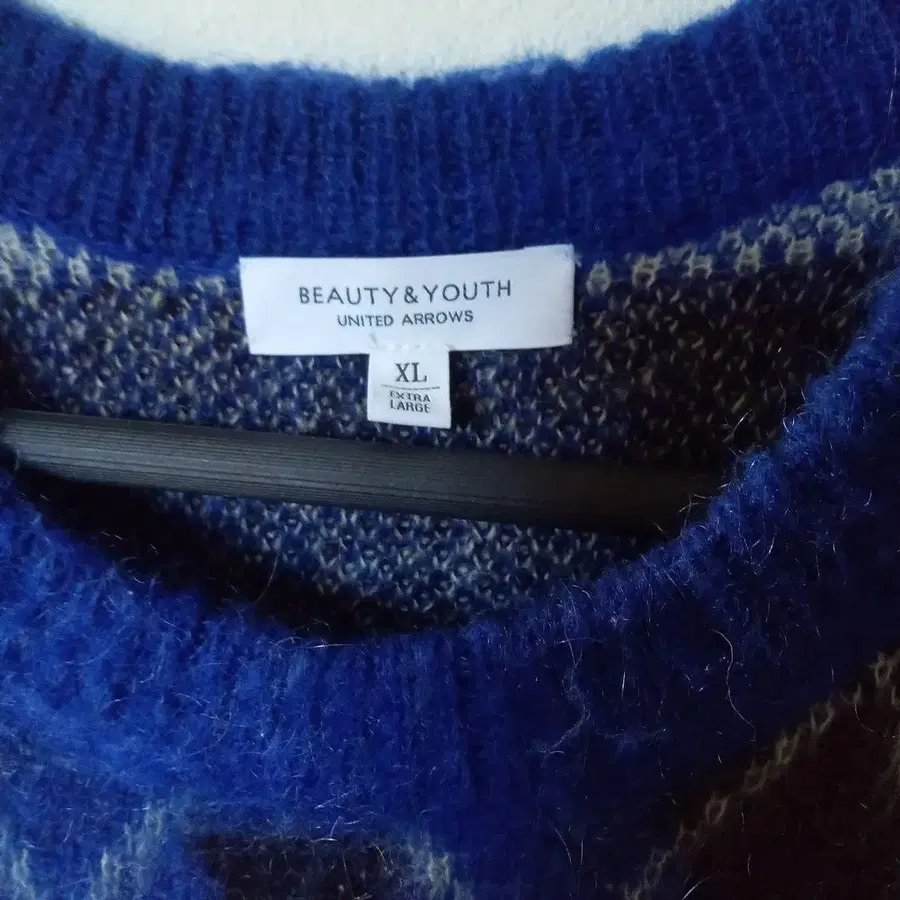 BEAUTY&YOUTH
UNITED ARROWS
XL
EXTRA
LARGE